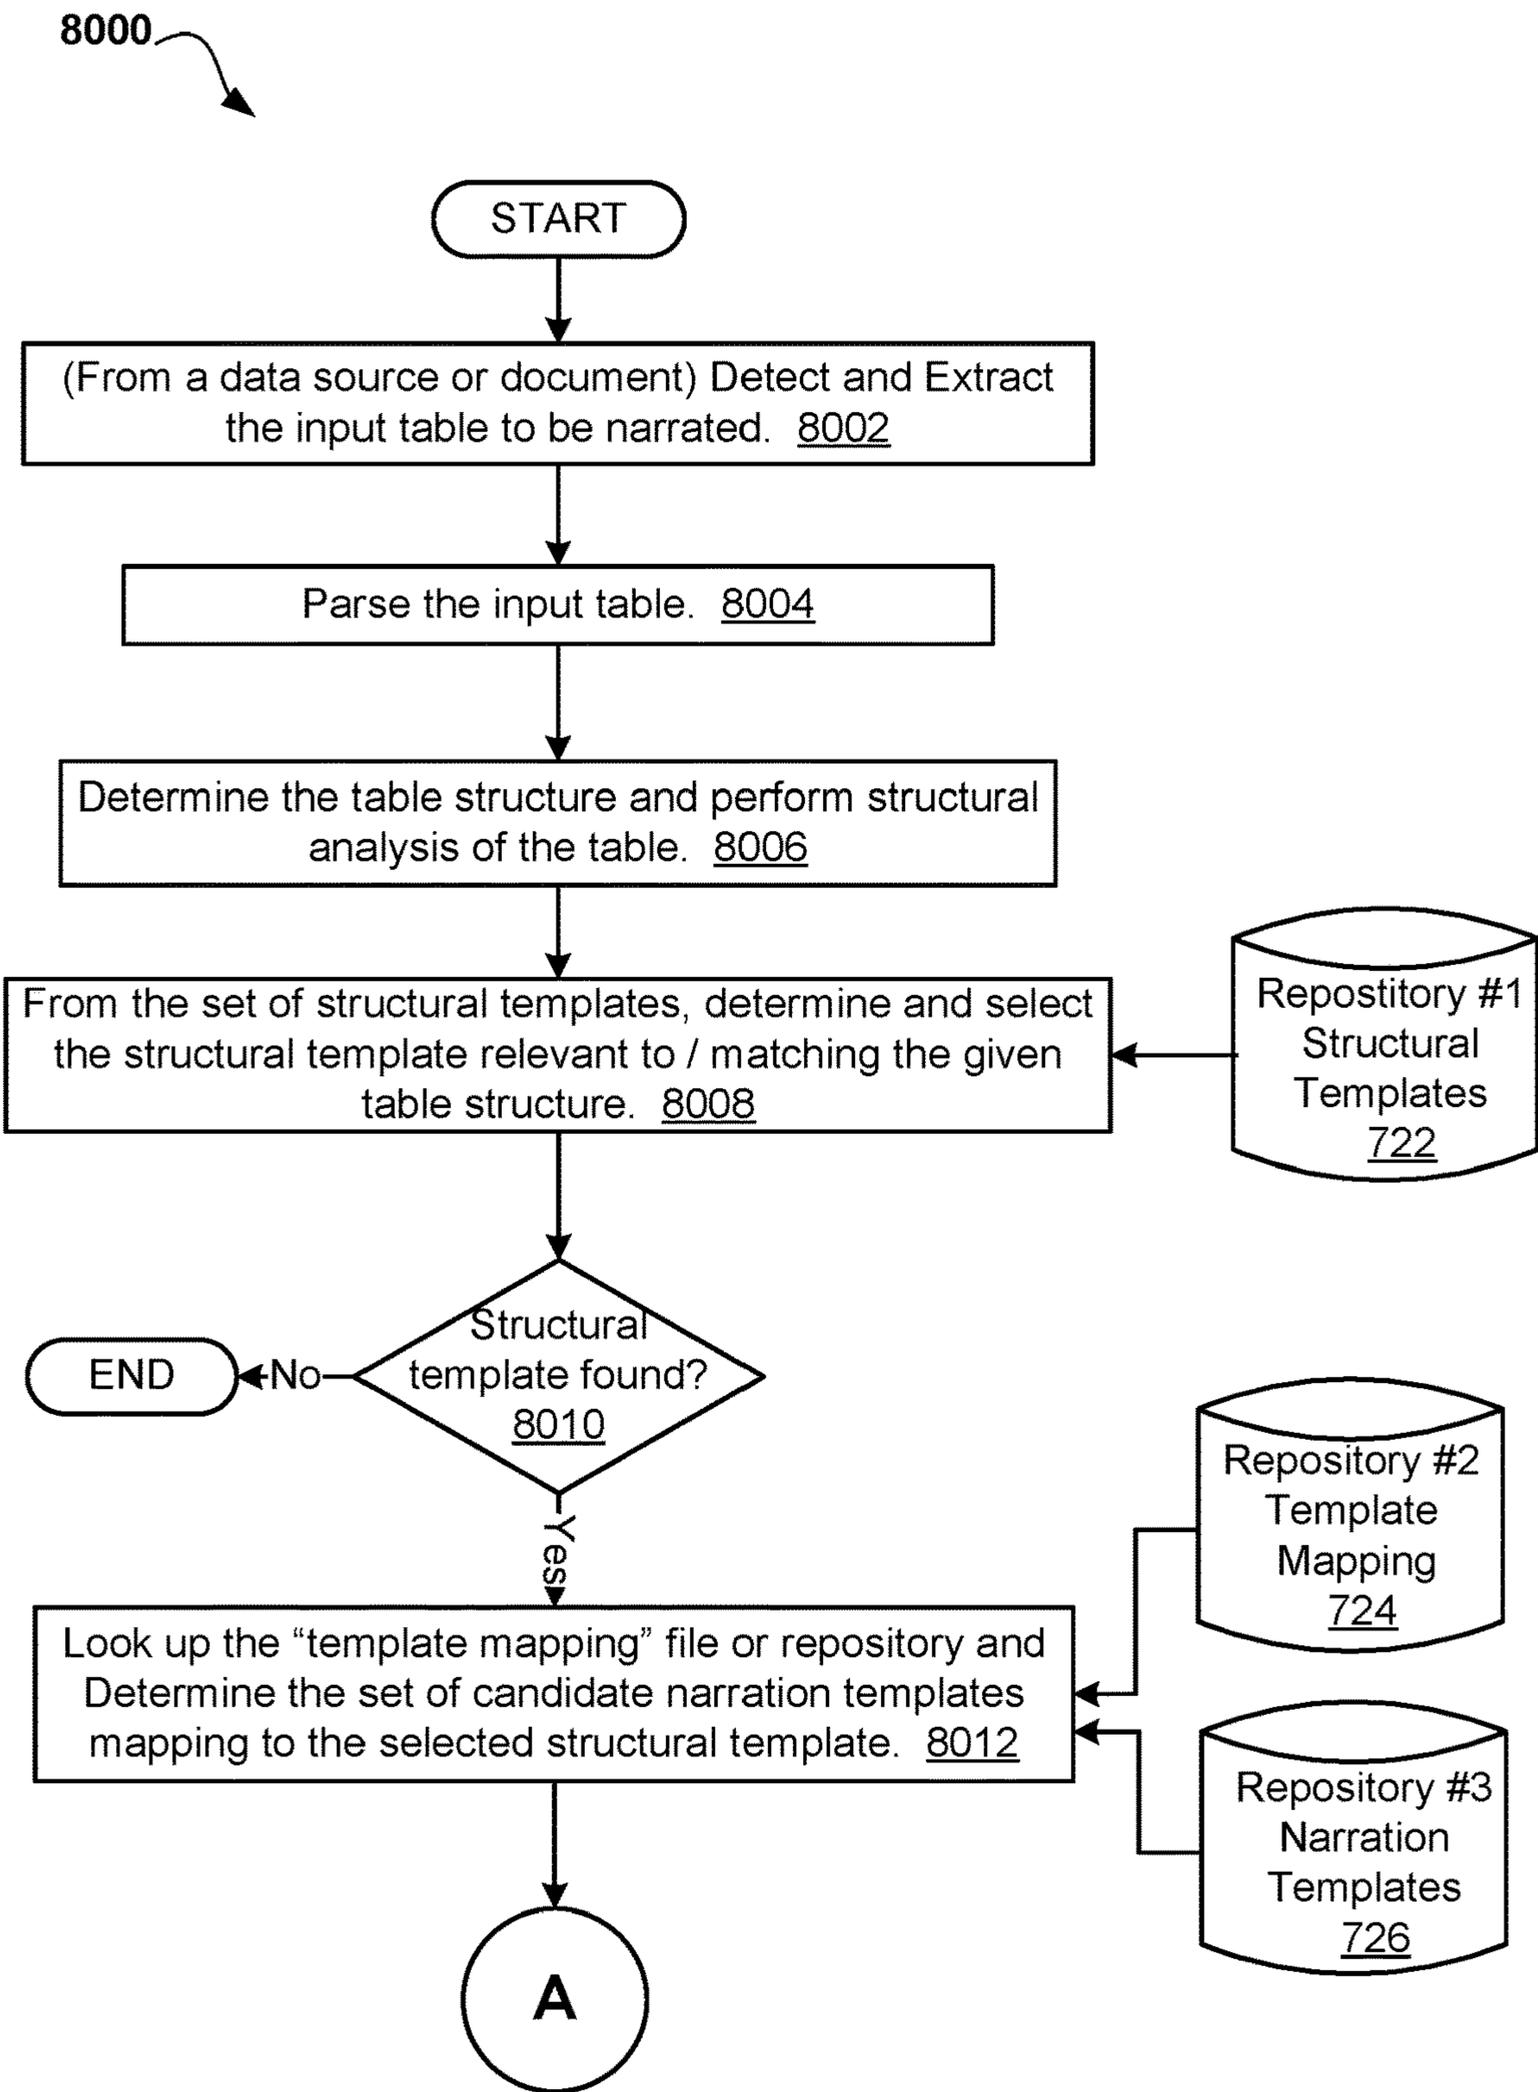 8000
START
(From a data source or document) Detect and Extract
the input table to be narrated. 8002
Parse the input table. 8004
Determine the table structure and perform structural
analysis of the table. 8006
From the set of structural templates, determine and select
the structural template relevant to / matching the given
table structure. 8008
Repostitory #1
Structural
Templates
722
Structural
template found?
8010
No
END
Yes
Repository #2
Template
Mapping
724
Look up the “template mapping” file or repository and
Determine the set of candidate narration templates
mapping to the selected structural template. 8012
Repository #3
Narration
Templates
726
A